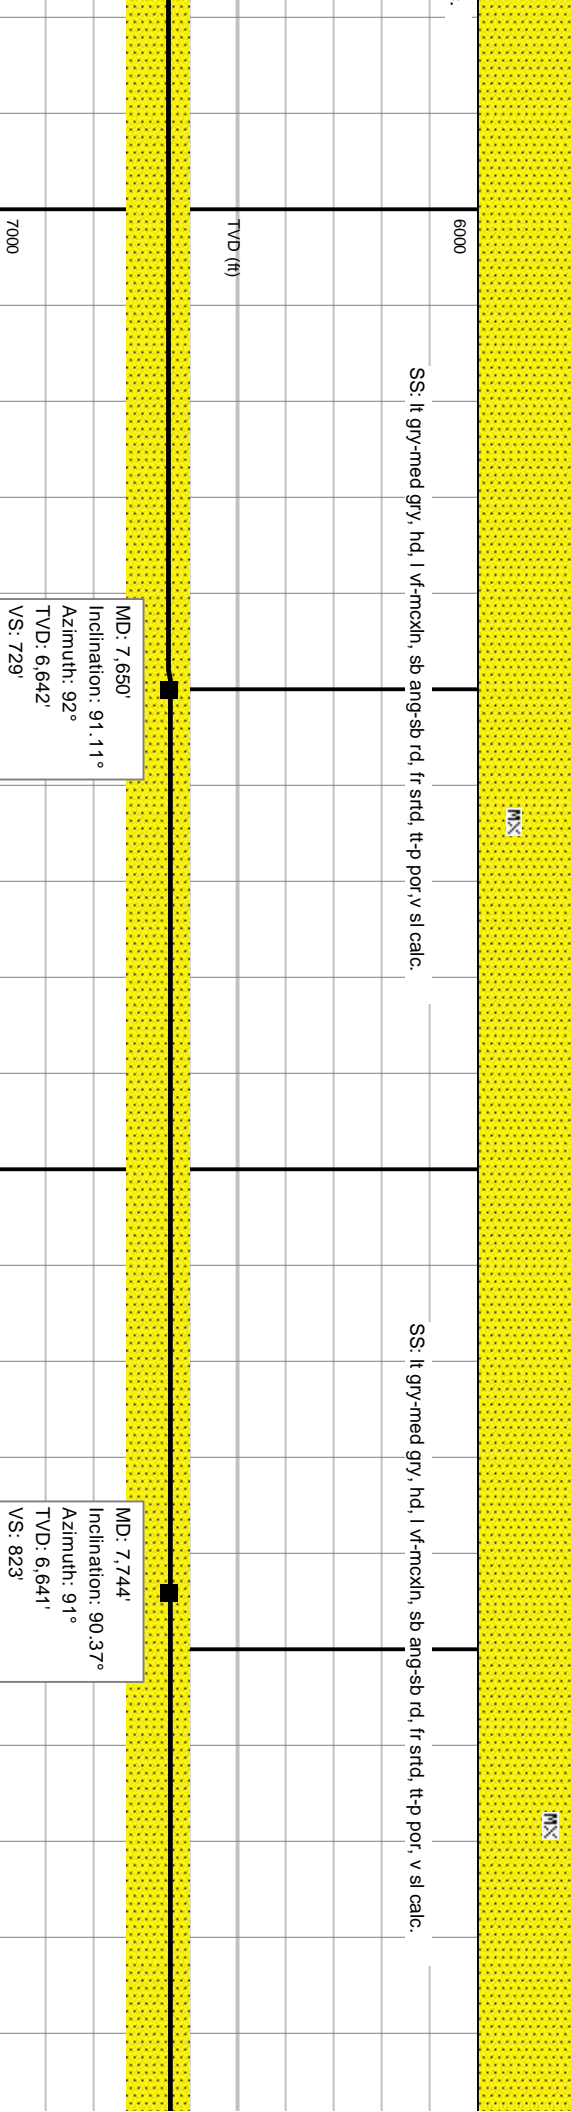 6000
TVD (ft)
7000
SS: lt gry-med gry, hd, I vf-mcxln, sb ang-sb rd, fr srtd, tt-p por,v sl calc.
MX
MD: 7,650'
Inclination: 91.11°
Azimuth: 92°
TVD: 6,642'
VS: 729'
SS: lt gry-med gry, hd, I vf-mcxln, sb ang-sb rd, fr srtd, tt-p por, v sl calc.
MX
MD: 7,744'
Inclination: 90.37°
Azimuth: 91°
TVD: 6,641'
VS: 823'